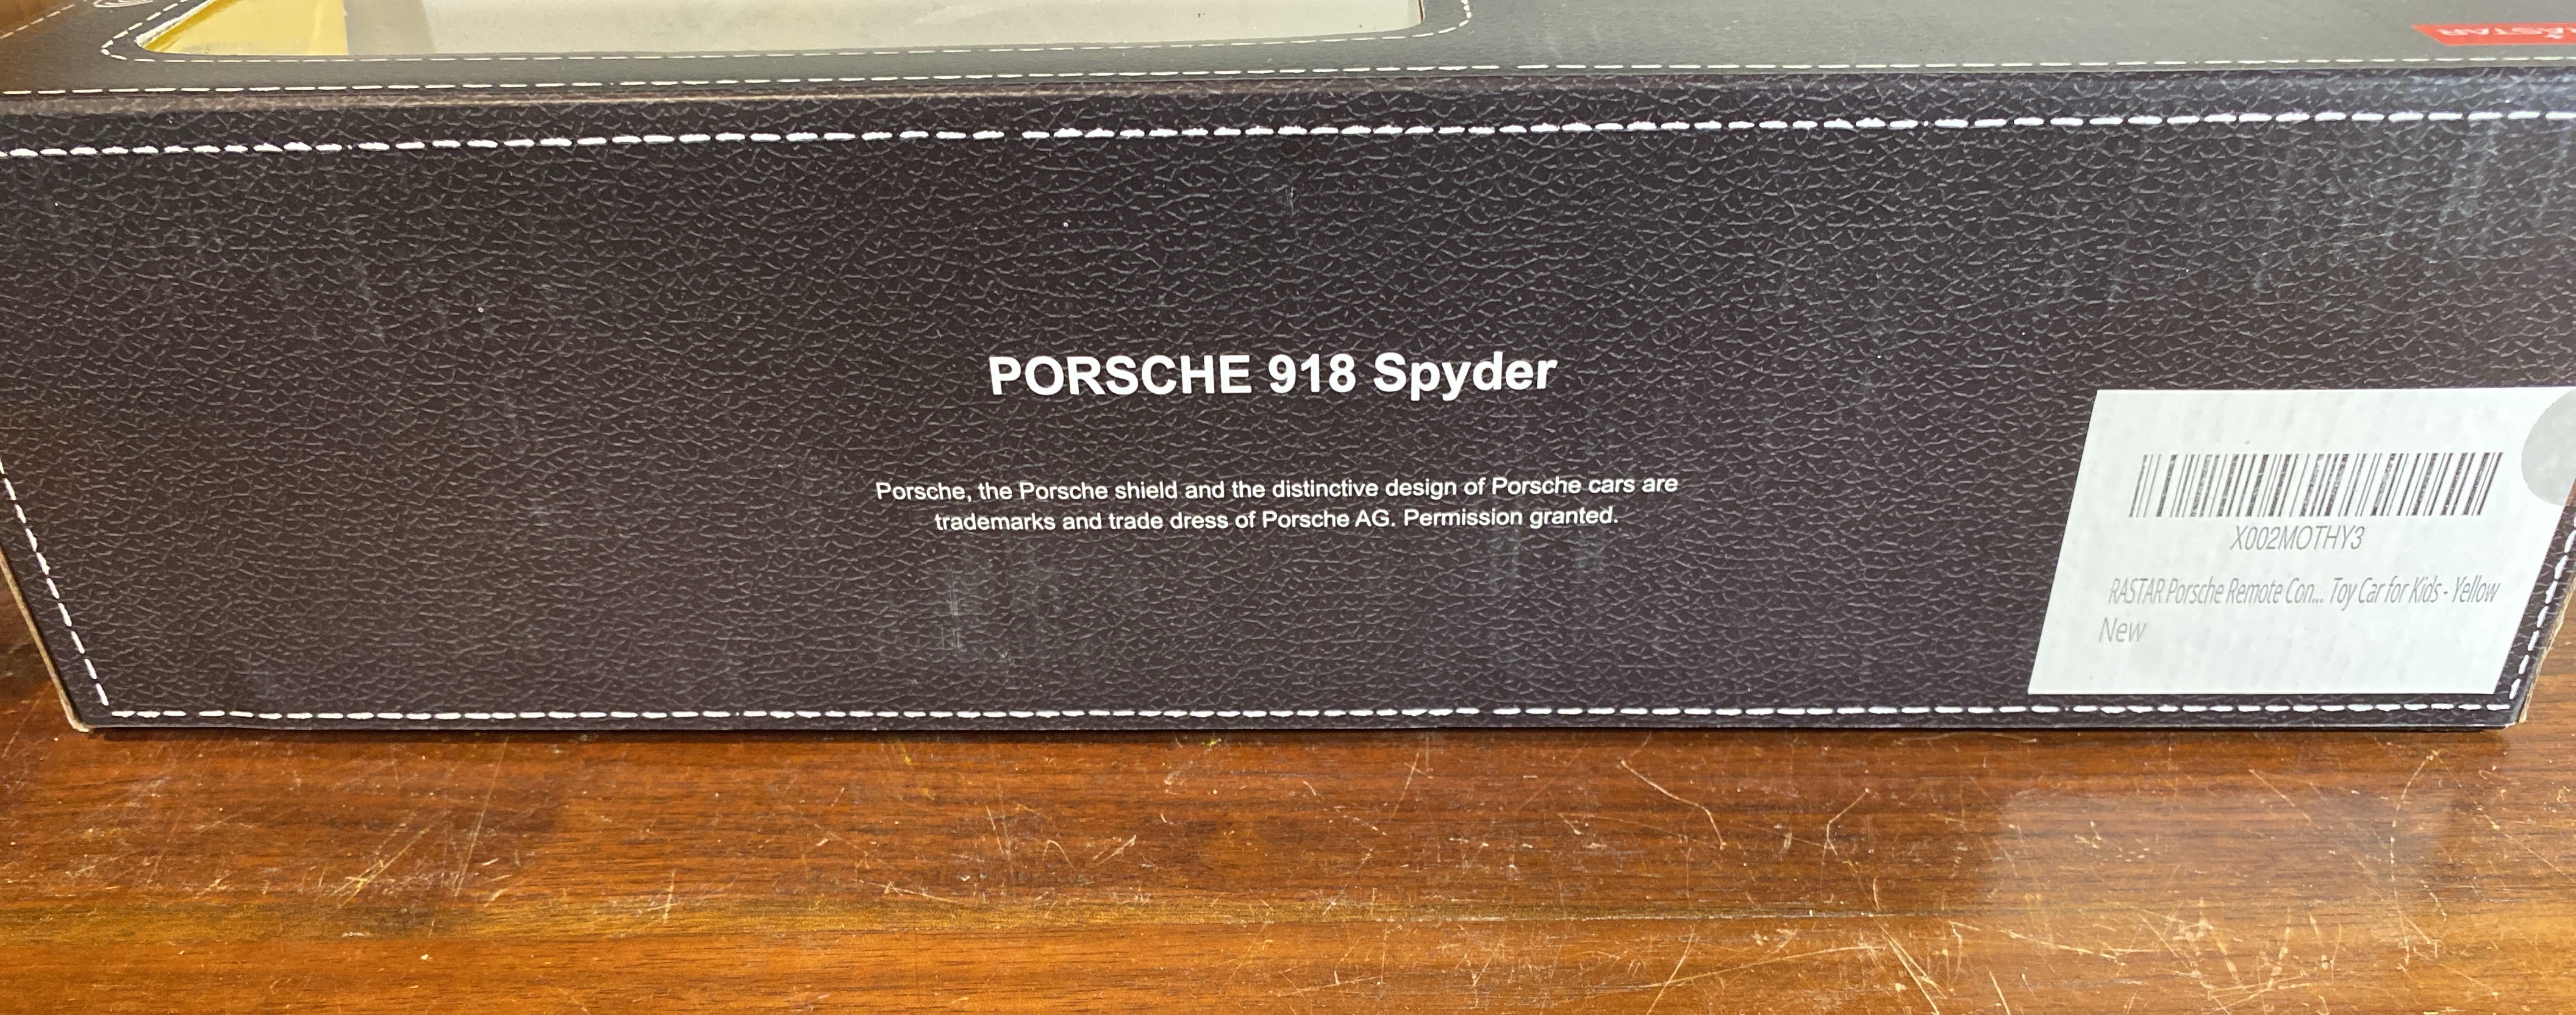 RASTAR
PORSCHE 918 Spyder
Porsche, the Porsche shield and the distinctive design of Porsche cars are
trademarks and trade dress of Porsche AG. Permission granted.
X002MOTHY3
RASTAR Porsche Remote Con... Toy Car for Kids - Yellow
New